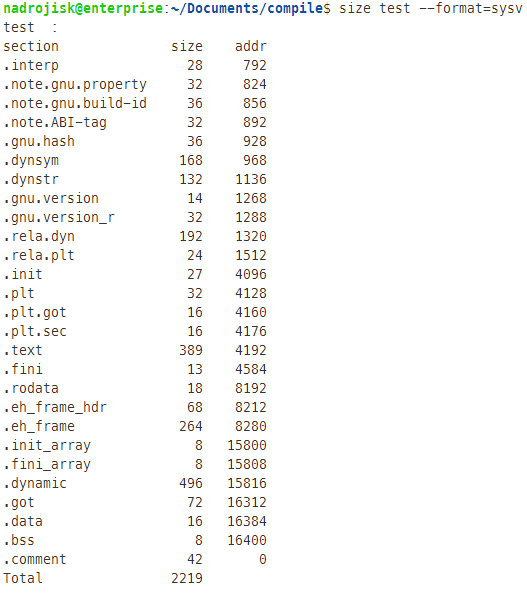 nadrojisk@enterprise:~/Documents/compile$ size test --format=sysv
test  :
section              size    addr
.interp                28     792
.note.gnu.property     32     824
.note.gnu.build-id     36     856
.note.ABI-tag          32     892
.gnu.hash              36     928
.dynsym               168     968
.dynstr               132    1136
.gnu.version           14    1268
.gnu.version_r         32    1288
.rela.dyn             192    1320
.rela.plt              24    1512
.init                  27    4096
.plt                   32    4128
.plt.got               16    4160
.plt.sec               16    4176
.text                 389    4192
.fini                  13    4584
.rodata                18    8192
.eh_frame_hdr          68    8212
.eh_frame             264    8280
.init_array             8   15800
.fini_array             8   15808
.dynamic              496   15816
.got                   72   16312
.data                  16   16384
.bss                    8   16400
.comment               42       0
Total                2219